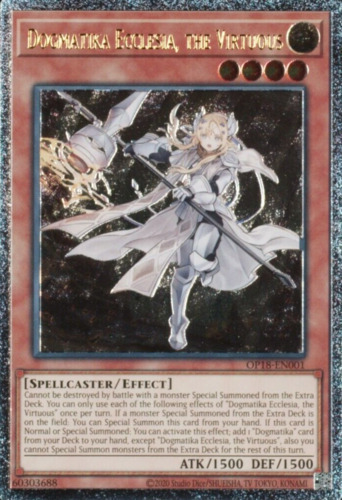 Dogmatika Ecclesia, the Virtuous
OP18-EN001
[Spellcaster/Effect]
Cannot be destroyed by battle with a monster Special Summoned from the Extra
Deck. You can only use each of the following effects of "Dogmatika Ecclesia, the
Virtuous" once per turn. If a monster Special Summoned from the Extra Deck is
on the field: You can Special Summon this card from your hand. If this card is
Normal or Special Summoned: You can activate this effect; add 1 "Dogmatika" card
from your Deck to your hand, except "Dogmatika Ecclesia, the Virtuous", also you
cannot Special Summon monsters from the Extra Deck for the rest of this turn.
ATK/1500 DEF/1500
60303688
©2020 Studio Dice/SHUEISHA, TV TOKYO, KONAMI